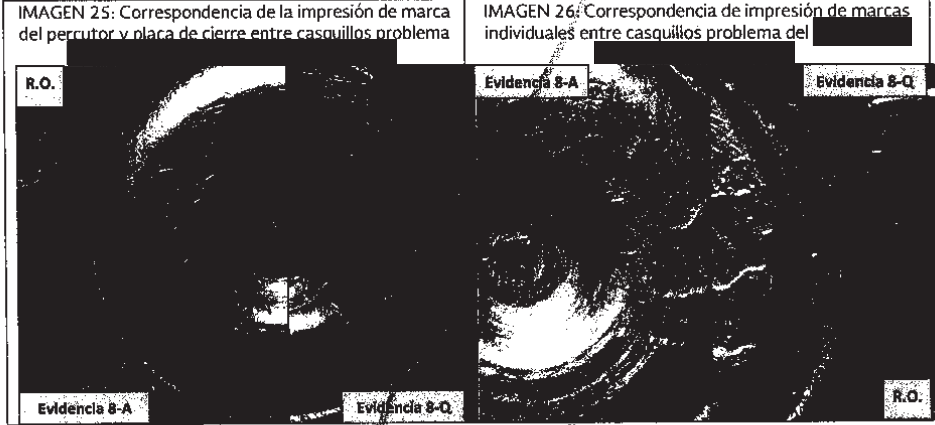 IMAGEN 25: Correspondencia de la impresión de marca
del percutor y placa de cierre entre casquillos problema
IMAGEN 26: Correspondencia de impresión de marcas
individuales entre casquillos problema del
R.O.
Evidencia 8-A
Evidencia 8-Q
Evidencia 8-A
Evidencia 8-Q
R.O.